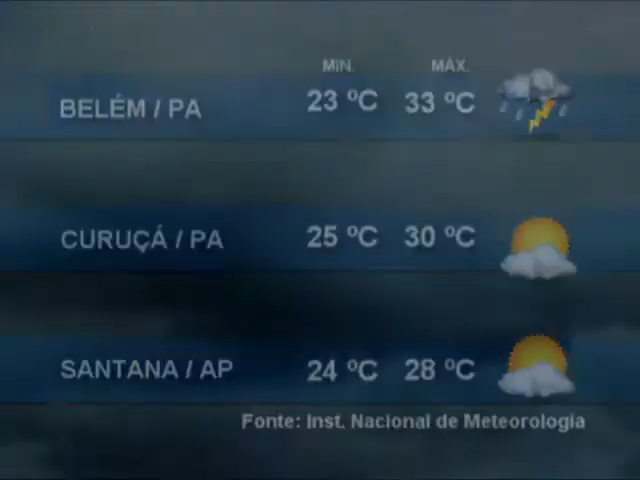 MIN. MÁX.
BELÉM / PA 23 ºC 33 ºC
CURUÇÁ / PA 25 ºC 30 ºC
SANTANA / AP 24 ºC 28 ºC
Fonte: Inst. Nacional de Meteorologia